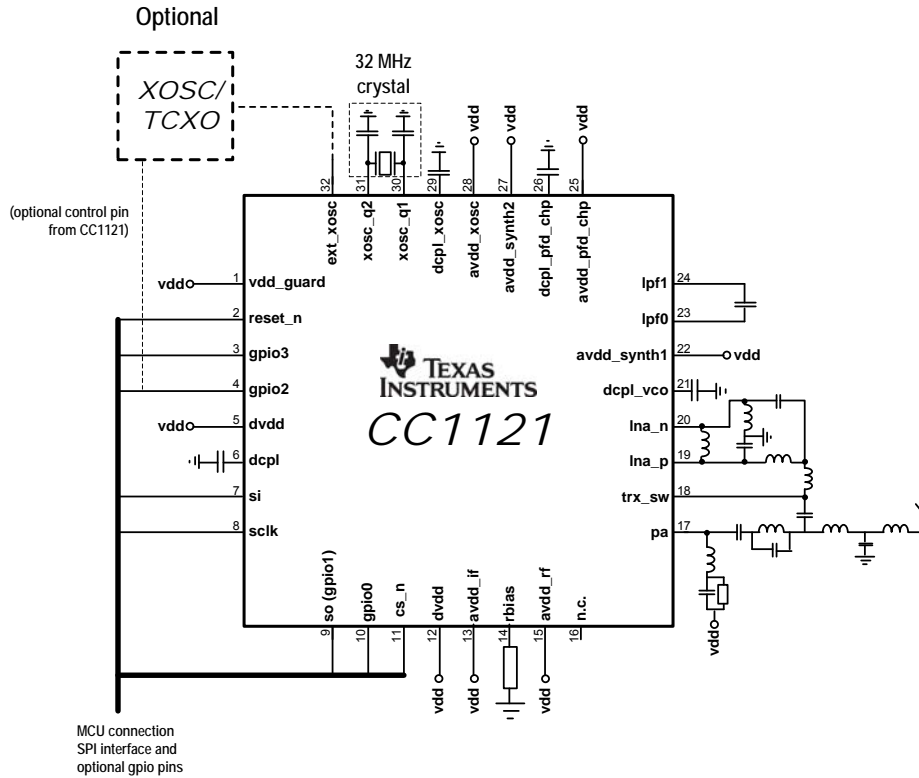 Optional
XOSC/
TCXO
32 MHz
crystal
(optional control pin
from CC1121)
vdd
vdd
vdd
32
31
30
29
28
27
26
25
ext_xosc
xosc_q2
xosc_q1
dcpl_xosc
avdd_xosc
avdd_synth2
dcpl_pfd_chp
avdd_pfd_chp
vdd
1
vdd_guard
2
reset_n
3
gpio3
4
gpio2
vdd
5
dvdd
6
dcpl
7
si
8
sclk
TEXAS
INSTRUMENTS
CC1121
lpf1
24
lpf0
23
avdd_synth1
22
vdd
dcpl_vco
21
lna_n
20
lna_p
19
trx_sw
18
pa
17
vdd
so (gpio1)
gpio0
cs_n
dvdd
avdd_if
rbias
avdd_rf
n.c.
9
10
11
12
13
14
15
16
vdd
vdd
vdd
MCU connection
SPI interface and
optional gpio pins